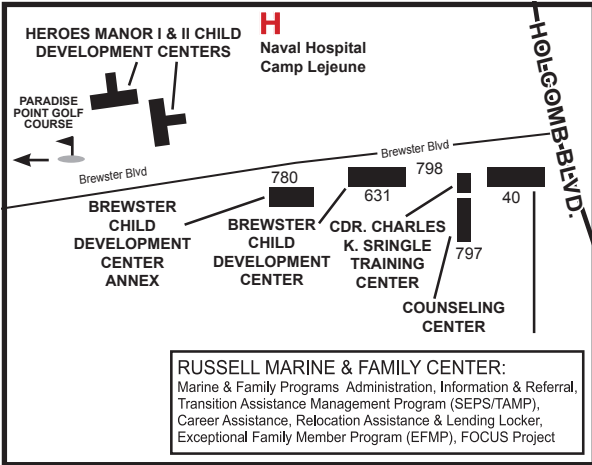 HEROES MANOR I & II CHILD
DEVELOPMENT CENTERS
H
Naval Hospital
Camp Lejeune
HOLCOMB BLVD.
PARADISE
POINT GOLF
COURSE
Brewster Blvd
Brewster Blvd
780
631
798
40
797
BREWSTER
CHILD
DEVELOPMENT
CENTER
ANNEX
BREWSTER
CHILD
DEVELOPMENT
CENTER
CDR. CHARLES
K. SRINGLE
TRAINING
CENTER
COUNSELING
CENTER
RUSSELL MARINE & FAMILY CENTER:
Marine & Family Programs Administration, Information & Referral,
Transition Assistance Management Program (SEPS/TAMP),
Career Assistance, Relocation Assistance & Lending Locker,
Exceptional Family Member Program (EFMP), FOCUS Project